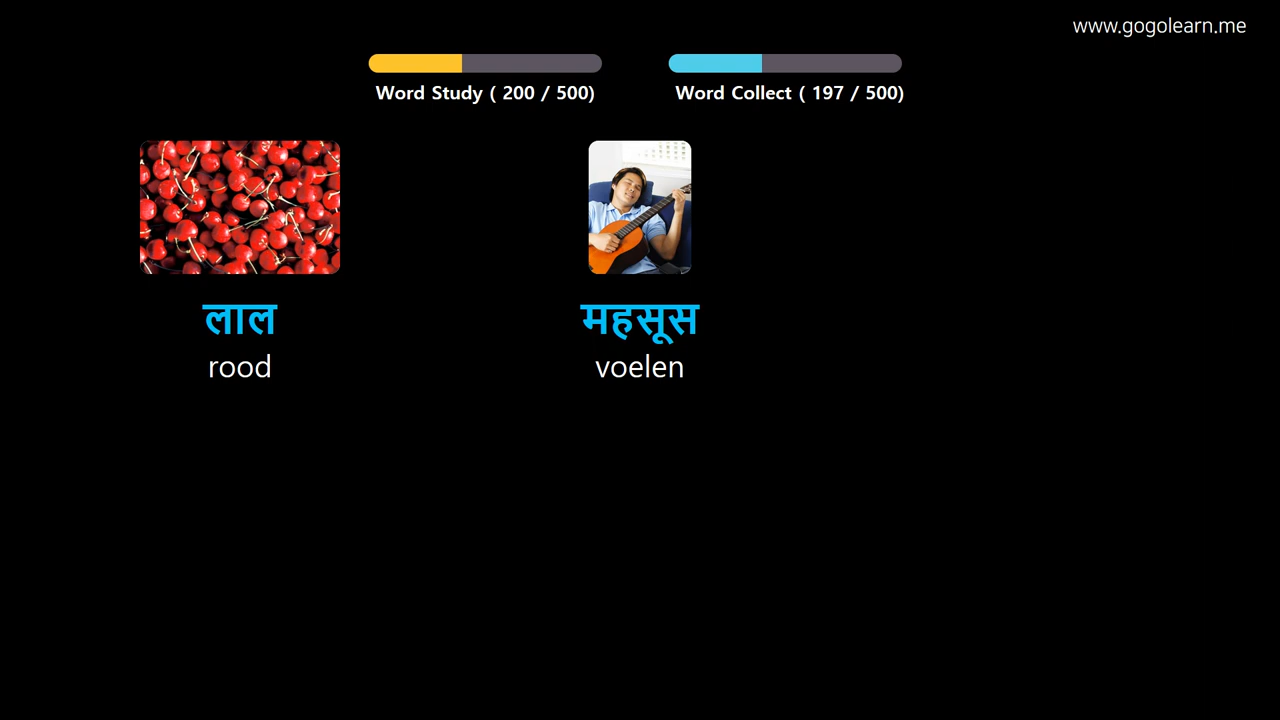 www.gogolearn.me
Word Study ( 200 / 500)
Word Collect ( 197 / 500)
लाल
rood
महसूस
voelen